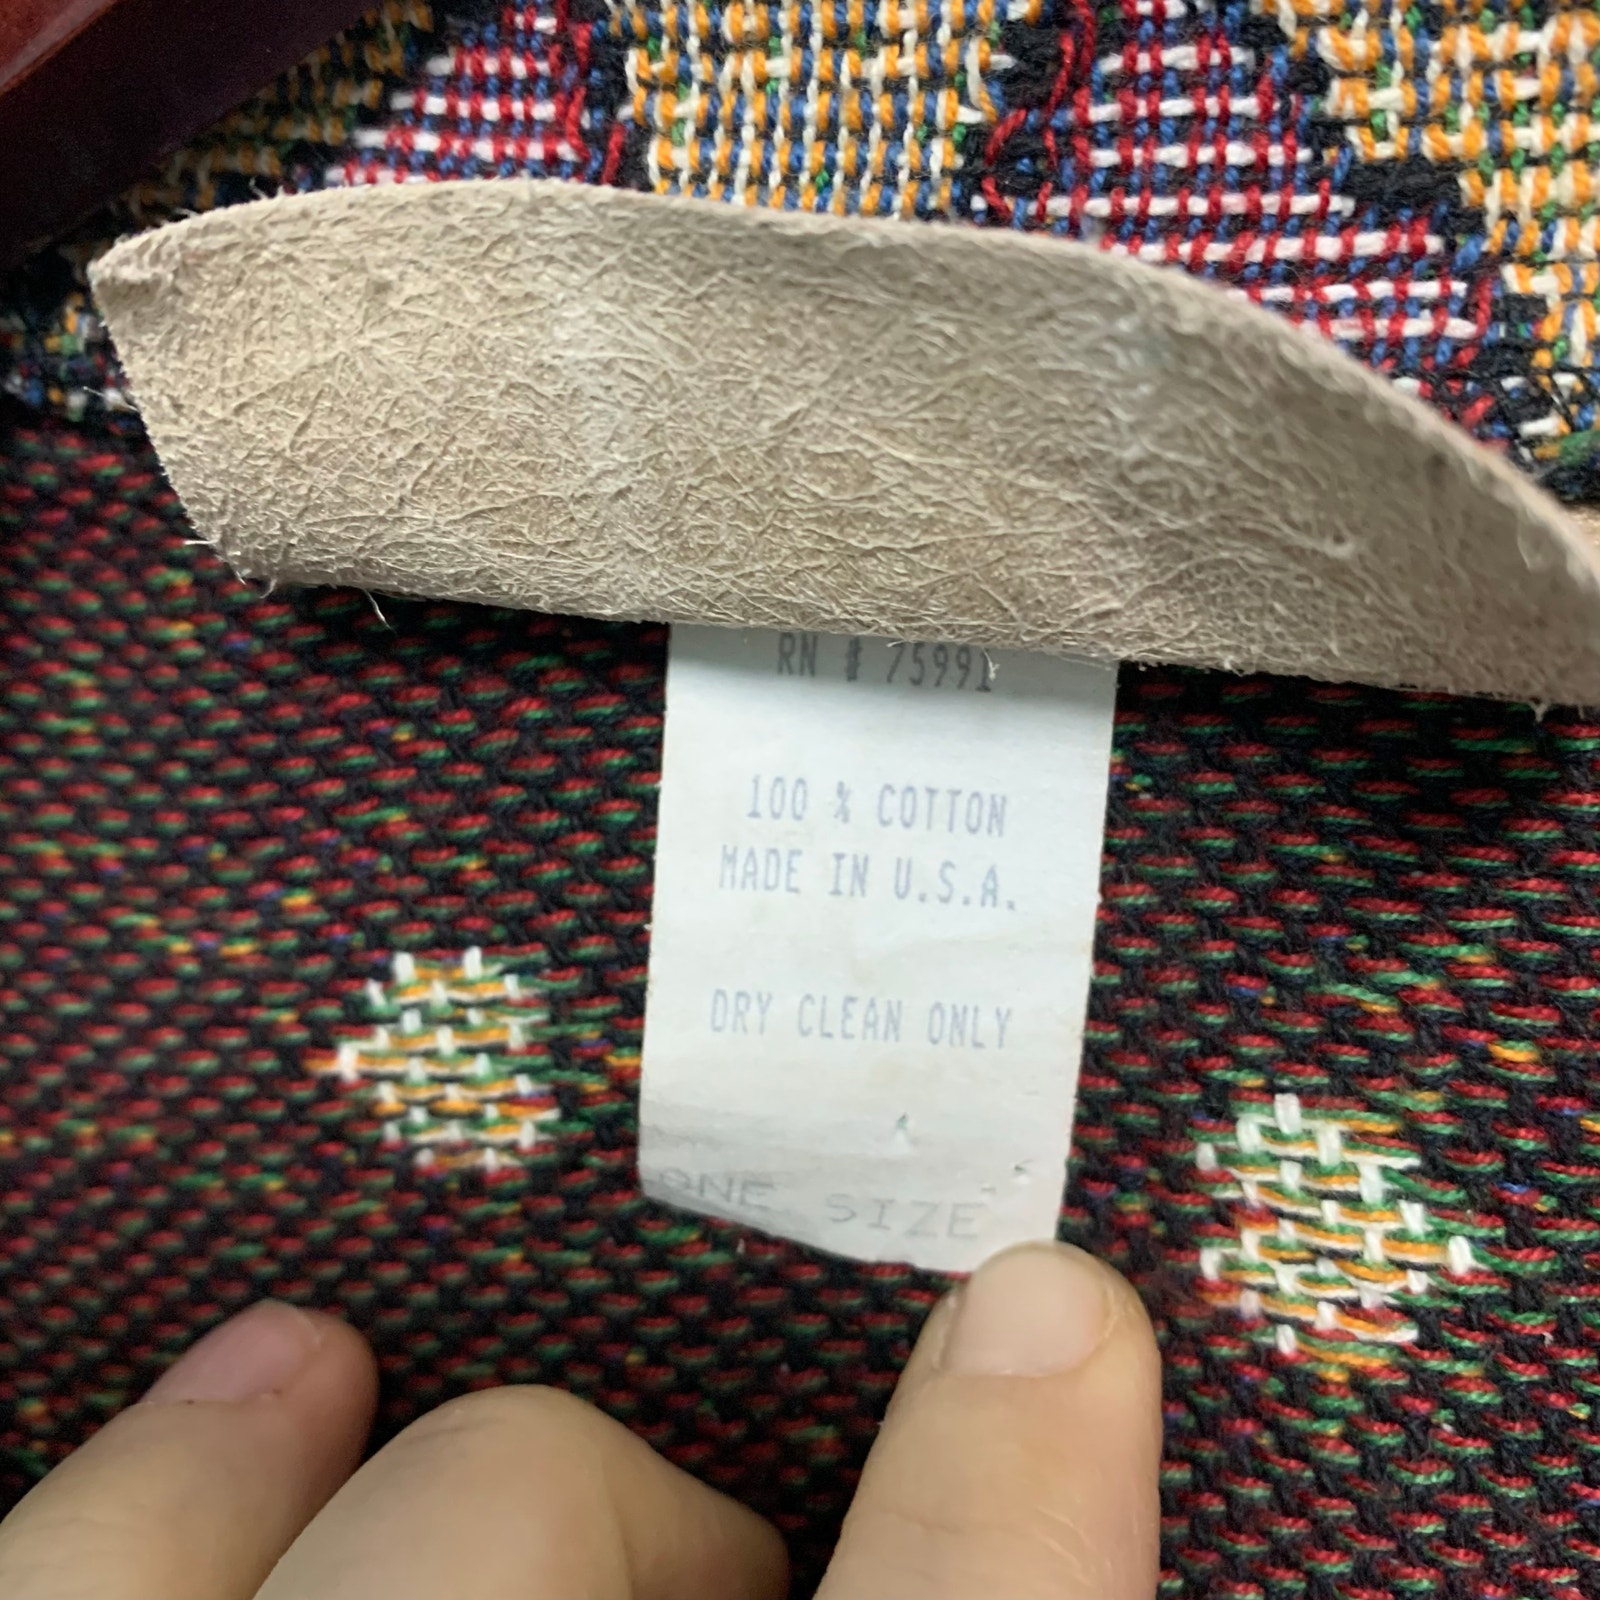 RN # 75991
100 % COTTON
MADE IN U.S.A.
DRY CLEAN ONLY
ONE SIZE